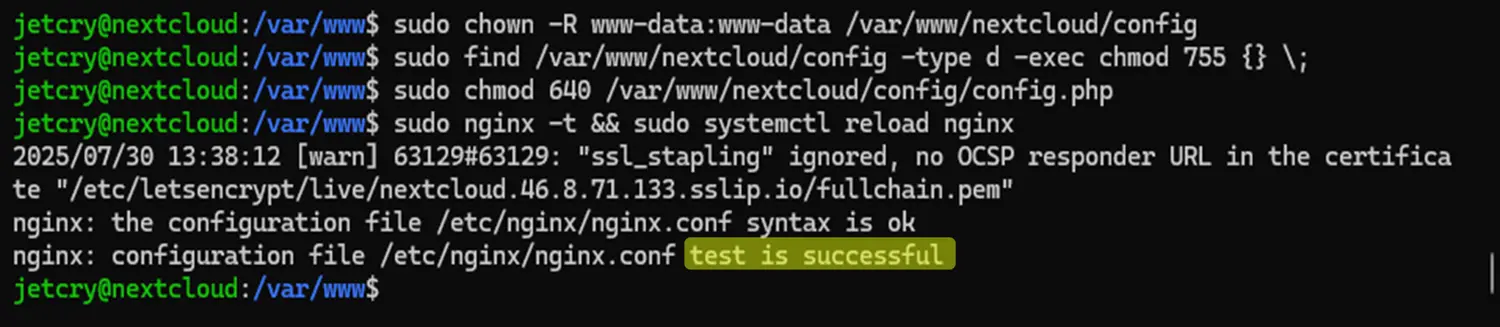 jetcry@nextcloud:/var/www$ sudo chown -R www-data:www-data /var/www/nextcloud/config
jetcry@nextcloud:/var/www$ sudo find /var/www/nextcloud/config -type d -exec chmod 755 {} \;
jetcry@nextcloud:/var/www$ sudo chmod 640 /var/www/nextcloud/config/config.php
jetcry@nextcloud:/var/www$ sudo nginx -t && sudo systemctl reload nginx
2025/07/30 13:38:12 [warn] 63129#63129: "ssl_stapling" ignored, no OCSP responder URL in the certifica
te "/etc/letsencrypt/live/nextcloud.46.8.71.133.sslip.io/fullchain.pem"
nginx: the configuration file /etc/nginx/nginx.conf syntax is ok
nginx: configuration file /etc/nginx/nginx.conf test is successful
jetcry@nextcloud:/var/www$